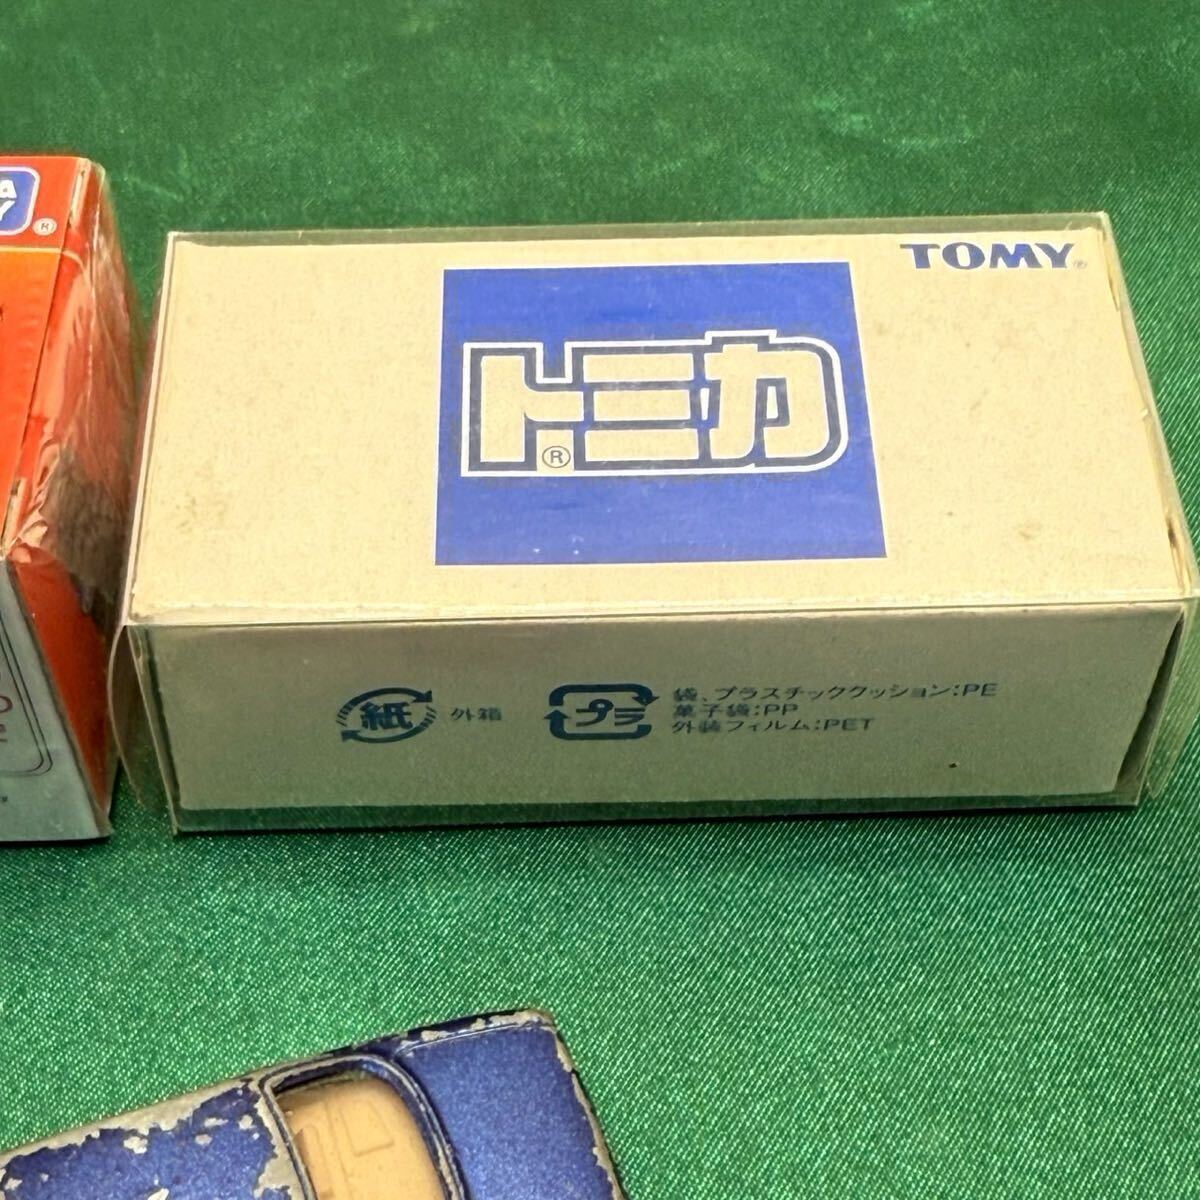 TOMY®
トミカ®
紙 外箱
プラ
袋、プラスチッククッション:PE
菓子袋:PP
外装フィルム:PET